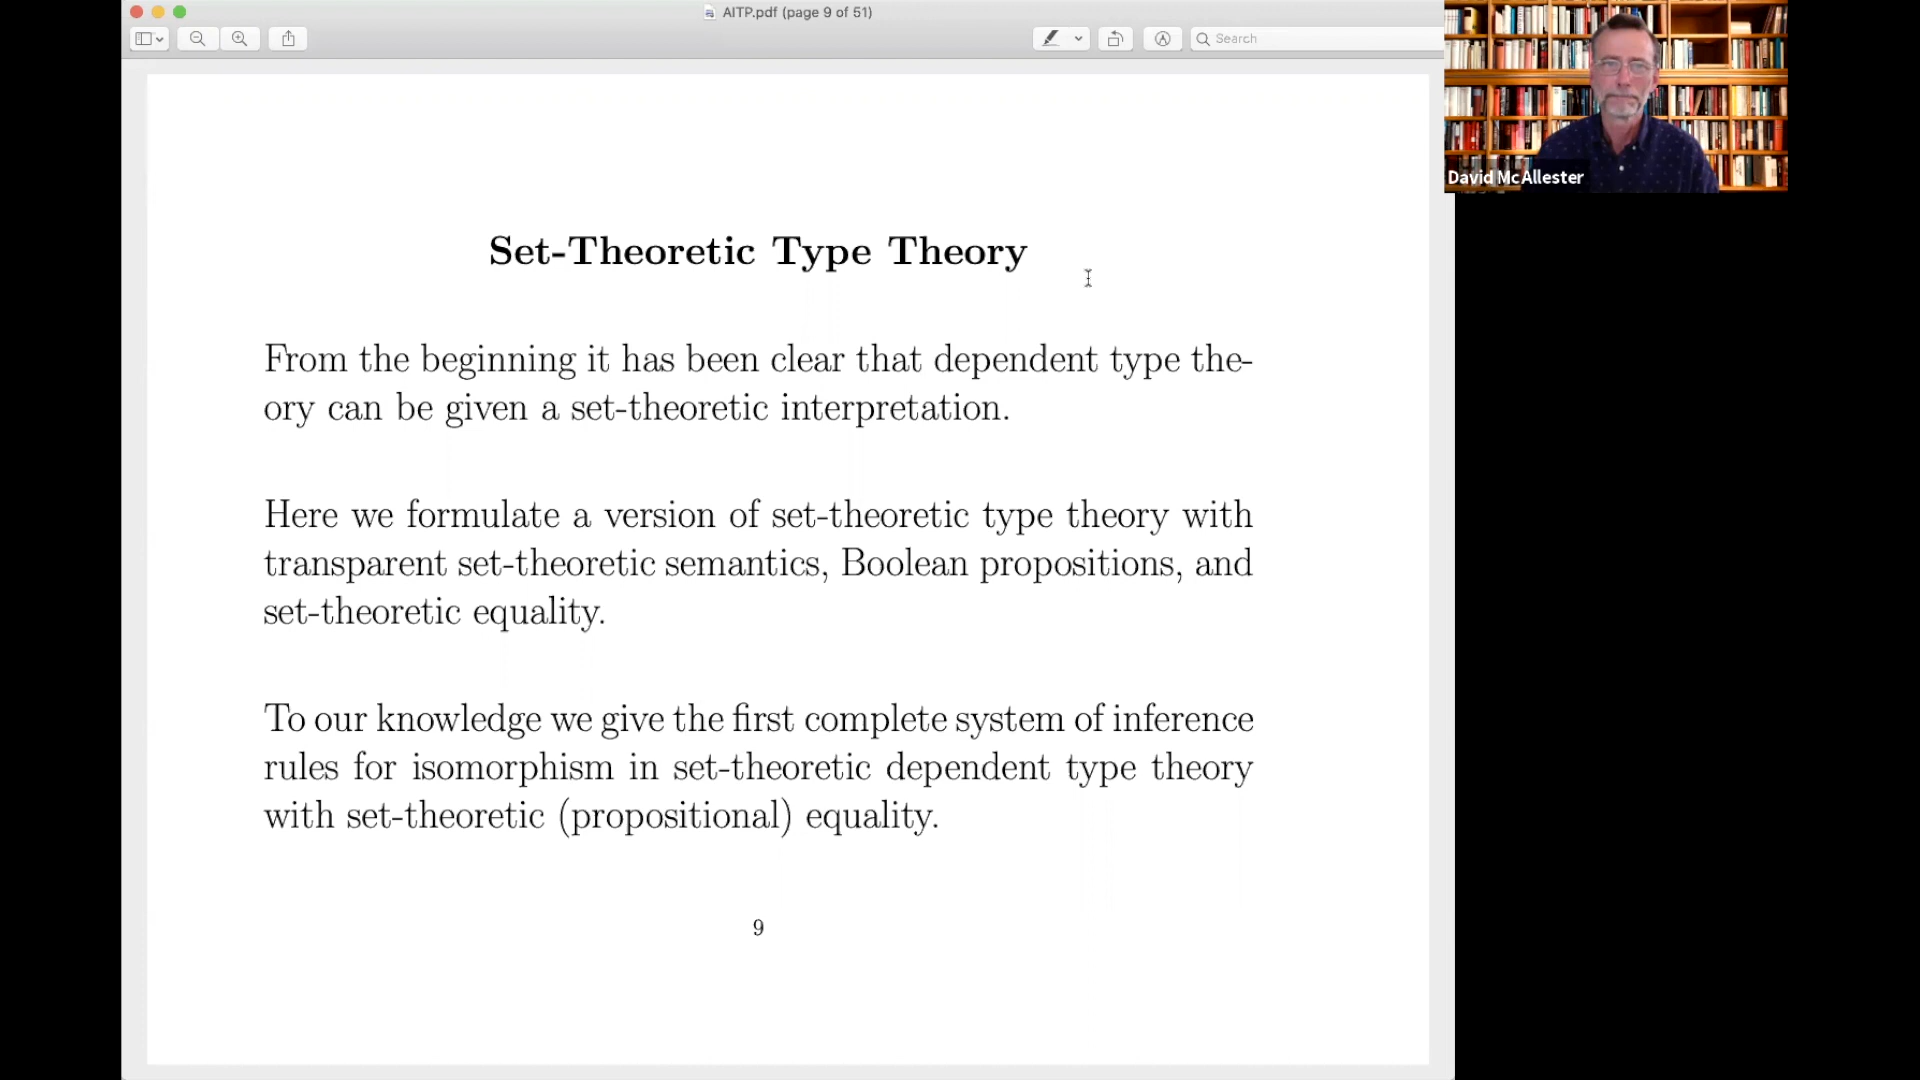 AITP.pdf (page 9 of 51)
Search
David McAllester
Set-Theoretic Type Theory
From the beginning it has been clear that dependent type the-
ory can be given a set-theoretic interpretation.
Here we formulate a version of set-theoretic type theory with
transparent set-theoretic semantics, Boolean propositions, and
set-theoretic equality.
To our knowledge we give the first complete system of inference
rules for isomorphism in set-theoretic dependent type theory
with set-theoretic (propositional) equality.
9